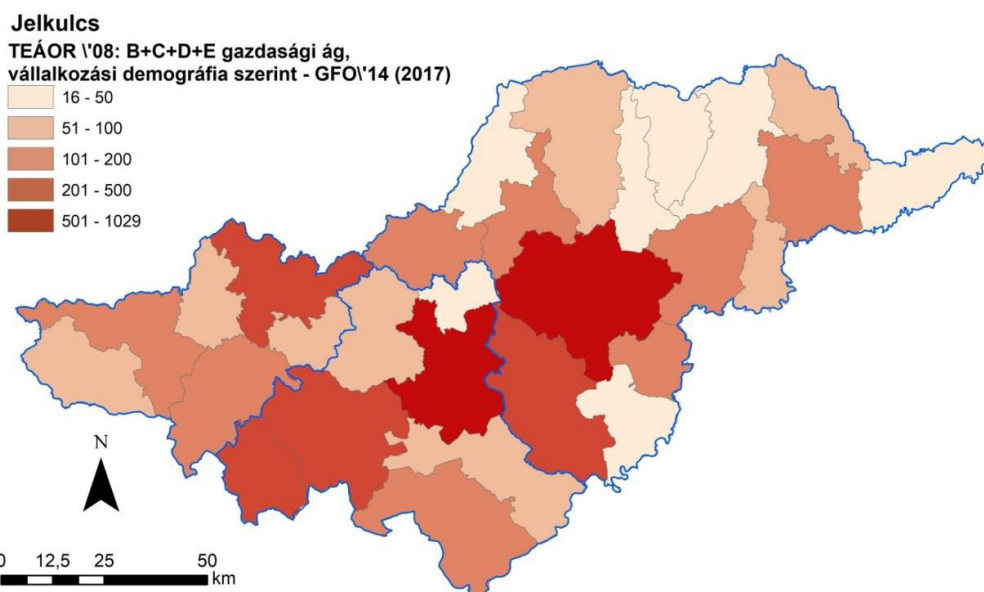 Jelkulcs
TEÁOR \'08: B+C+D+E gazdasági ág,
vállalkozási demográfia szerint - GFO\'14 (2017)
16 - 50
51 - 100
101 - 200
201 - 500
501 - 1029
N
0 12,5 25 50
km